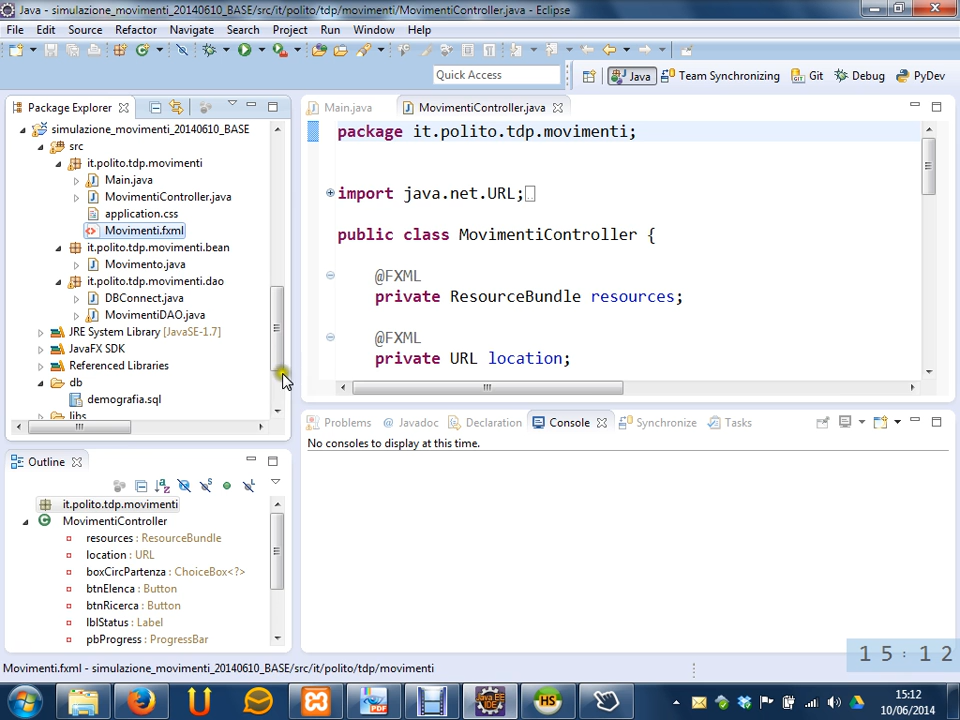 Java - simulazione_movimenti_20140610_BASE/src/it/polito/tdp/movimenti/MovimentiController.java - Eclipse
File Edit Source Refactor Navigate Search Project Run Window Help
Quick Access
Java Team Synchronizing Git Debug PyDev
Package Explorer
Main.java MovimentiController.java
simulazione_movimenti_20140610_BASE
src
it.polito.tdp.movimenti
Main.java
MovimentiController.java
application.css
Movimenti.fxml
it.polito.tdp.movimenti.bean
Movimento.java
it.polito.tdp.movimenti.dao
DBConnect.java
MovimentiDAO.java
JRE System Library [JavaSE-1.7]
JavaFX SDK
Referenced Libraries
db
demografia.sql
libs
package it.polito.tdp.movimenti;
import java.net.URL;
public class MovimentiController {
@FXML
private ResourceBundle resources;
@FXML
private URL location;
Problems @ Javadoc Declaration Console Synchronize Tasks
No consoles to display at this time.
Outline
it.polito.tdp.movimenti
MovimentiController
resources : ResourceBundle
location : URL
boxCircPartenza : ChoiceBox<?>
btnElenca : Button
btnRicerca : Button
lblStatus : Label
pbProgress : ProgressBar
15:12
Movimenti.fxml - simulazione_movimenti_20140610_BASE/src/it/polito/tdp/movimenti
PDF
Java EE
IDE
HS
15:12
10/06/2014